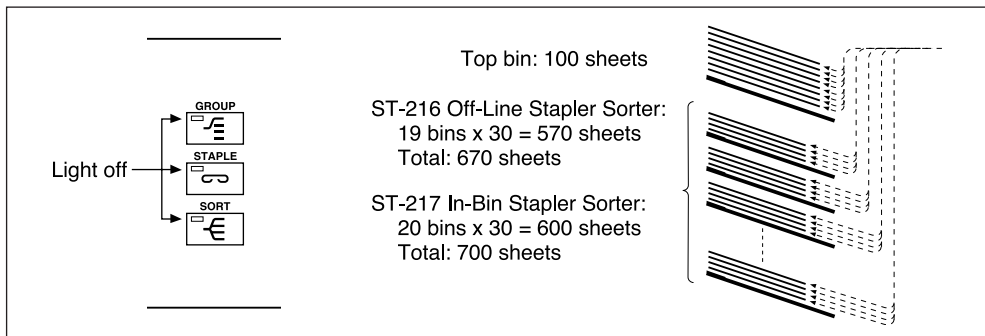 GROUP
STAPLE
Light off
SORT
Top bin: 100 sheets
ST-216 Off-Line Stapler Sorter:
19 bins x 30 = 570 sheets
Total: 670 sheets
ST-217 In-Bin Stapler Sorter:
20 bins x 30 = 600 sheets
Total: 700 sheets